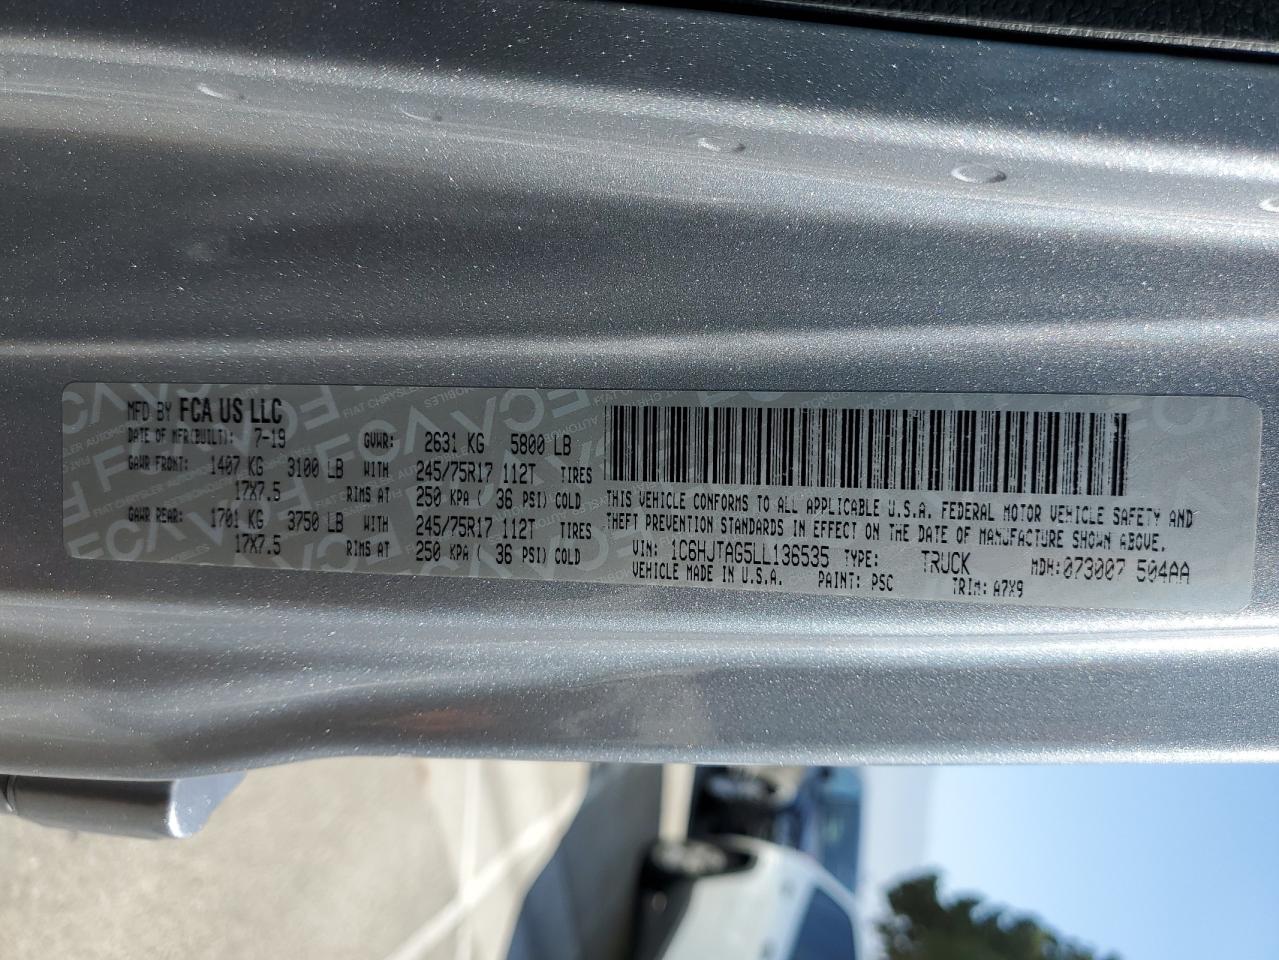 MFD BY FCA US LLC
DATE OF MFR(BUILT): 7-19 GVWR: 2631 KG 5800 LB
GAWR FRONT: 1407 KG 3100 LB WITH 245/75R17 112T TIRES
17X7.5 RIMS AT 250 KPA ( 36 PSI) COLD
GAWR REAR: 1701 KG 3750 LB WITH 245/75R17 112T TIRES
17X7.5 RIMS AT 250 KPA ( 36 PSI) COLD
THIS VEHICLE CONFORMS TO ALL APPLICABLE U.S.A. FEDERAL MOTOR VEHICLE SAFETY AND
THEFT PREVENTION STANDARDS IN EFFECT ON THE DATE OF MANUFACTURE SHOWN ABOVE.
VIN: 1C6HJTAG5LL136535 TYPE: TRUCK MDH:073007 504AA
VEHICLE MADE IN U.S.A. PAINT: PSC TRIM: A7X9